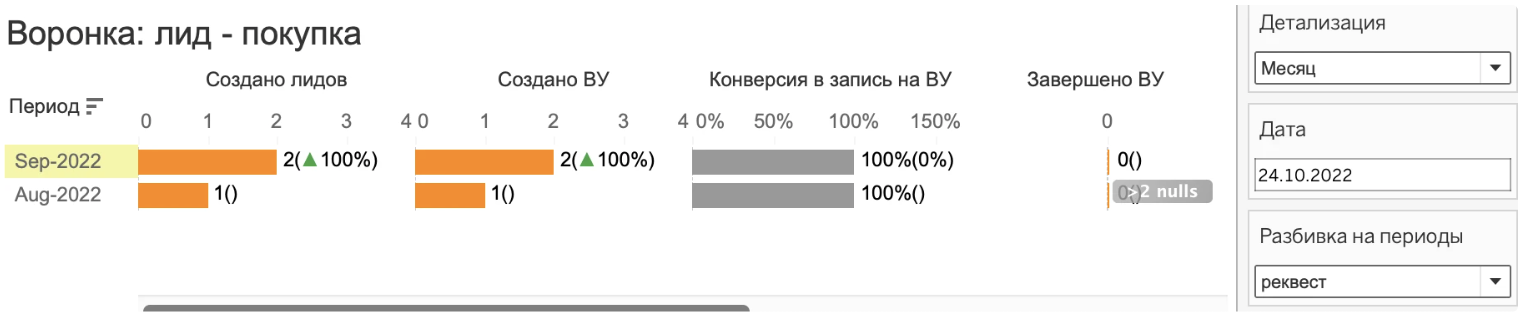 Воронка: лид - покупка
Создано лидов
Создано ВУ
Конверсия в запись на ВУ
Завершено ВУ
Период
0 1 2 3 4
0 1 2 3 4
0% 50% 100% 150%
0
Sep-2022
2(▲100%)
2(▲100%)
100%(0%)
0()
Aug-2022
1()
1()
100%()
0()
>2 nulls
Детализация
Месяц
Дата
24.10.2022
Разбивка на периоды
реквест